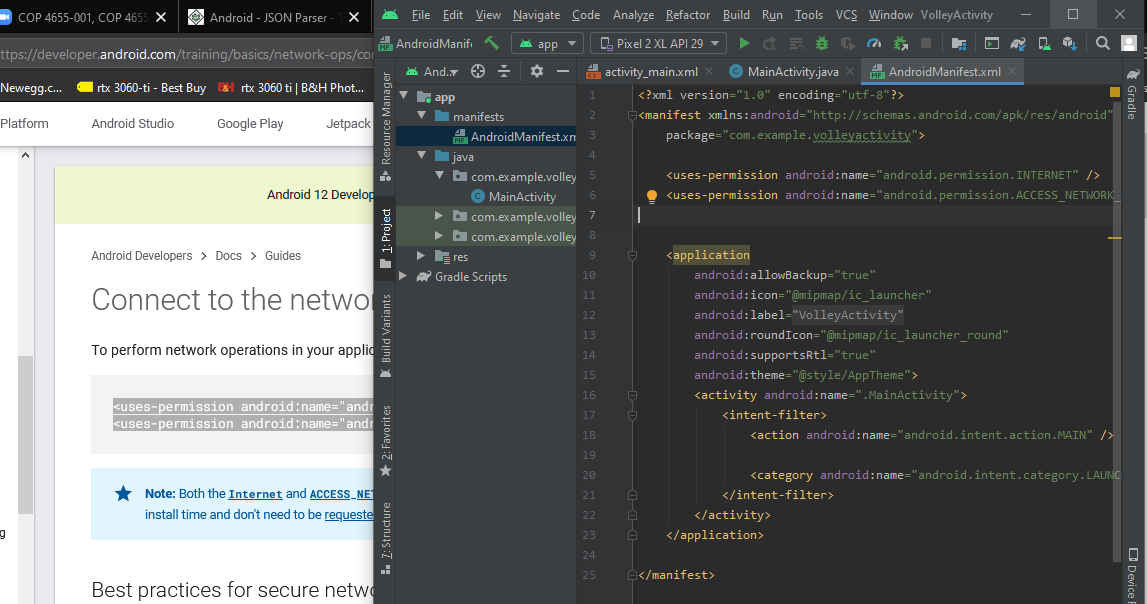 COP 4655-001, COP 4655
Android - JSON Parser - T
ttps://developer.android.com/training/basics/network-ops/con
Newegg.c...
rtx 3060-ti - Best Buy
rtx 3060 ti | B&H Phot...
Platform Android Studio Google Play Jetpack
Android 12 Develop
Android Developers > Docs > Guides
Connect to the networ
To perform network operations in your applic
<uses-permission android:name="andr
<uses-permission android:name="andr
Note: Both the Internet and ACCESS_NET
install time and don't need to be requeste
g
Best practices for secure netwo
File Edit View Navigate Code Analyze Refactor Build Run Tools VCS Window VolleyActivity
AndroidManife
app
Pixel 2 XL API 29
And..
activity_main.xml
MainActivity.java
AndroidManifest.xml
Resource Manager
1: Project
Build Variants
2: Favorites
7: Structure
app
manifests
AndroidManifest.xm
java
com.example.volley
MainActivity
com.example.volley
com.example.volley
res
Gradle Scripts
1 <?xml version="1.0" encoding="utf-8"?>
2 <manifest xmlns:android="http://schemas.android.com/apk/res/android"
3 package="com.example.volleyactivity">
4
5 <uses-permission android:name="android.permission.INTERNET" />
6 <uses-permission android:name="android.permission.ACCESS_NETWORK_
7
8
9 <application
10 android:allowBackup="true"
11 android:icon="@mipmap/ic_launcher"
12 android:label="VolleyActivity"
13 android:roundIcon="@mipmap/ic_launcher_round"
14 android:supportsRtl="true"
15 android:theme="@style/AppTheme">
16 <activity android:name=".MainActivity">
17 <intent-filter>
18 <action android:name="android.intent.action.MAIN" />
19
20 <category android:name="android.intent.category.LAUNC
21 </intent-filter>
22 </activity>
23 </application>
24
25 </manifest>
Gradle
Device F